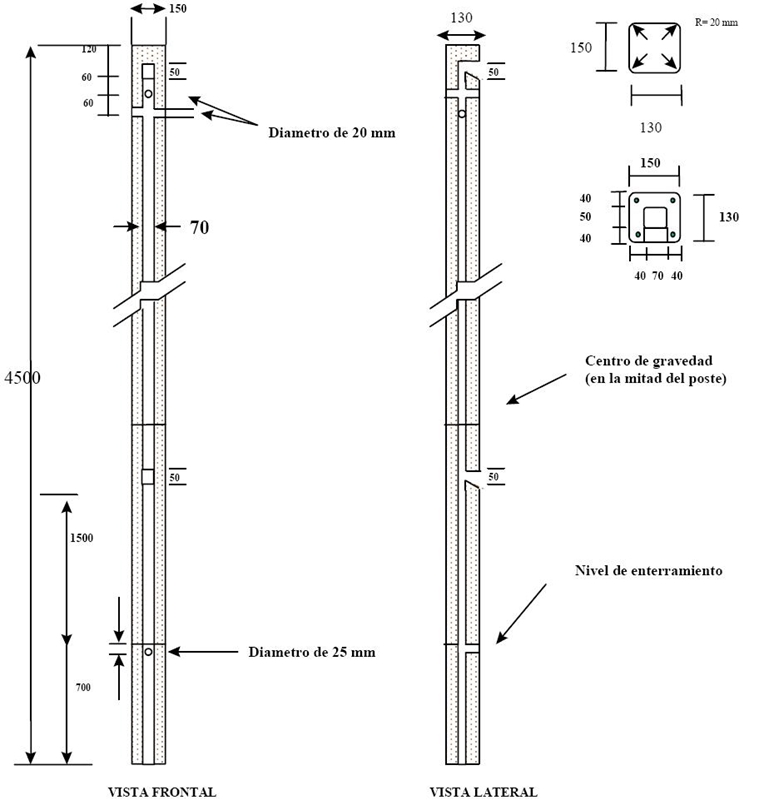 150
130
R= 20 mm
120
50
50
150
60
60
Diametro de 20 mm
130
150
40
50
130
40
70
40 70 40
4500
Centro de gravedad
(en la mitad del poste)
50
50
1500
Nivel de enterramiento
Diametro de 25 mm
700
VISTA FRONTAL
VISTA LATERAL